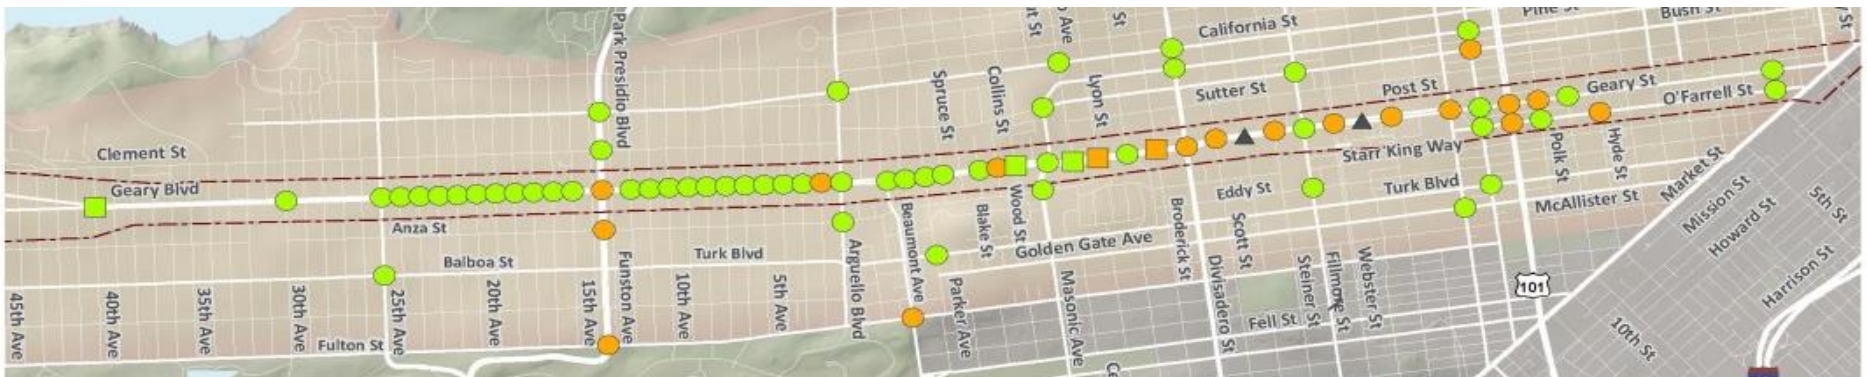 Park Presidio Blvd
St
California St
Pine St
Bush St
Spruce St
Collins St
Lyon St
Sutter St
Post St
Geary St
O'Farrell St
Clement St
Geary Blvd
Starr King Way
Polk St
Hyde St
Market St
Anza St
Beaumont Ave
Blake St
Wood St
Broderick St
Eddy St
Turk Blvd
McAllister St
Mission St
5th St
Howard St
Balboa St
Turk Blvd
Golden Gate Ave
Scott St
Harrison St
45th Ave
40th Ave
35th Ave
30th Ave
25th Ave
20th Ave
15th Ave
Funston Ave
10th Ave
5th Ave
Arguello Blvd
Parker Ave
Masonic Ave
Divisadero St
Steiner St
Fillmore St
Webster St
101
Fulton St
Fell St
10th St